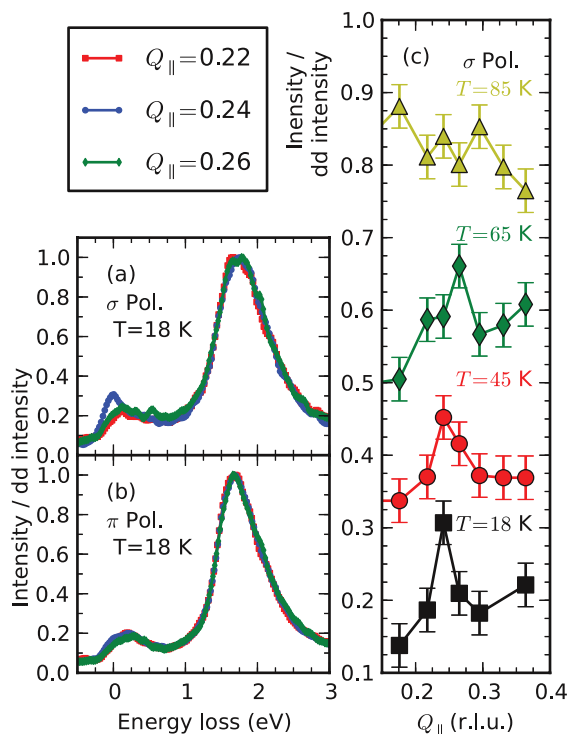 Q||=0.22
Q||=0.24
Q||=0.26
(a)
σ Pol.
T=18 K
1.0
0.8
0.6
0.4
0.2
0.0
(b)
π Pol.
T=18 K
1.0
0.8
0.6
0.4
0.2
0.0
Intensity / dd intensity
0
1
2
3
Energy loss (eV)
(c)
σ Pol.
T=85 K
T=65 K
T=45 K
T=18 K
Inensity /
dd intensity
1.0
0.9
0.8
0.7
0.6
0.5
0.4
0.3
0.2
0.1
0.2
0.3
0.4
Q|| (r.l.u.)